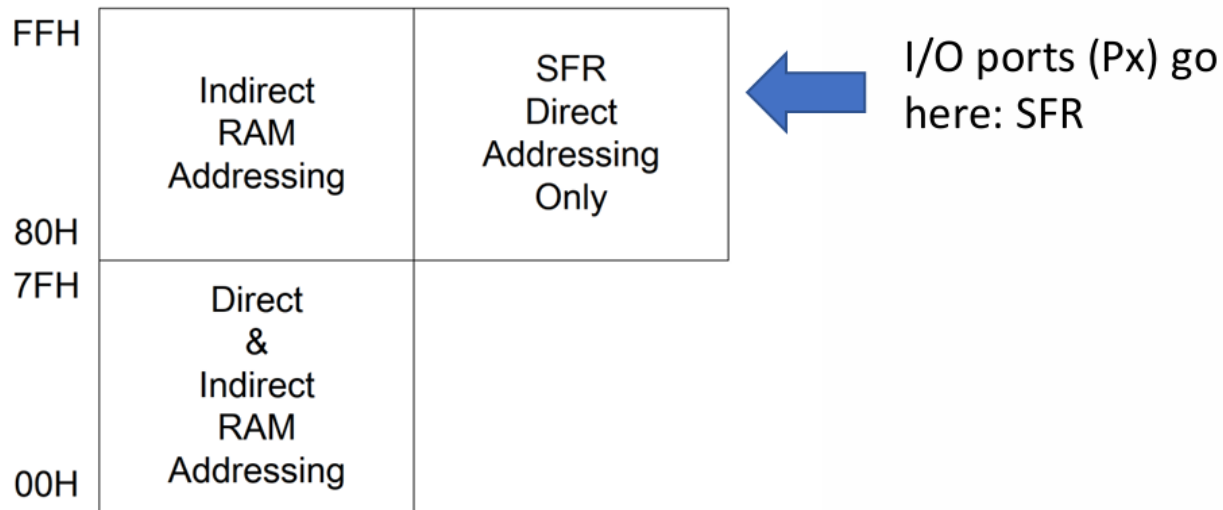 FFH
Indirect
RAM
Addressing
SFR
Direct
Addressing
Only
I/O ports (Px) go
here: SFR
80H
7FH
Direct
&
Indirect
RAM
Addressing
00H